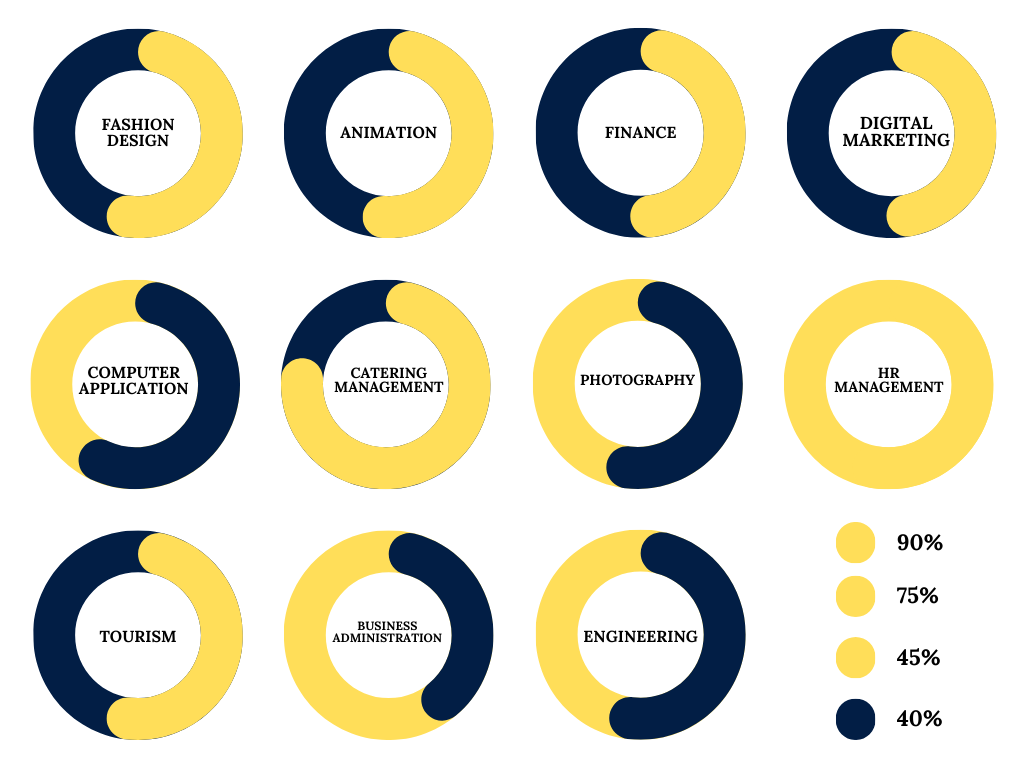 FASHION
DESIGN
ANIMATION
FINANCE
DIGITAL
MARKETING
COMPUTER
APPLICATION
CATERING
MANAGEMENT
PHOTOGRAPHY
HR
MANAGEMENT
TOURISM
BUSINESS
ADMINISTRATION
ENGINEERING
90%
75%
45%
40%